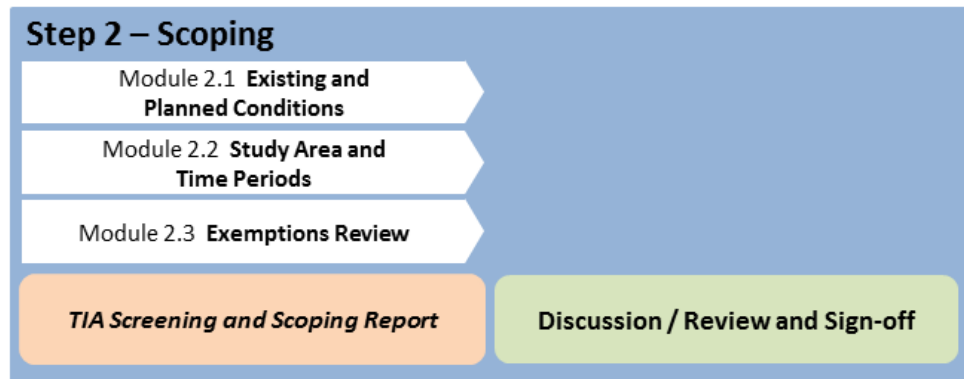 Step 2 – Scoping
Module 2.1 Existing and
Planned Conditions
Module 2.2 Study Area and
Time Periods
Module 2.3 Exemptions Review
TIA Screening and Scoping Report
Discussion / Review and Sign-off